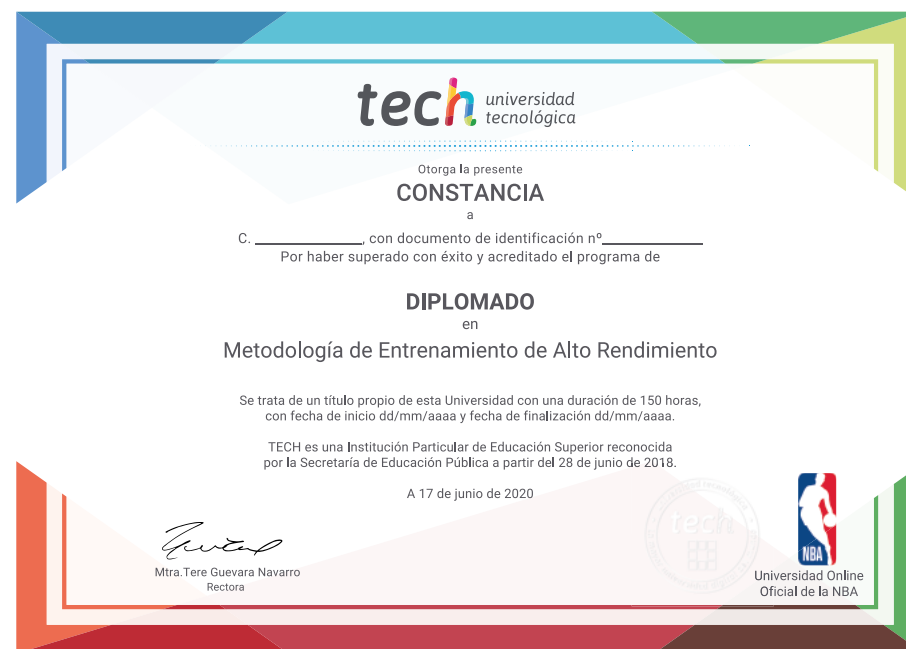 tech universidad
tecnológica
Otorga la presente
CONSTANCIA
a
C. ____________, con documento de identificación nº____________
Por haber superado con éxito y acreditado el programa de
DIPLOMADO
en
Metodología de Entrenamiento de Alto Rendimiento
Se trata de un título propio de esta Universidad con una duración de 150 horas,
con fecha de inicio dd/mm/aaaa y fecha de finalización dd/mm/aaaa.
TECH es una Institución Particular de Educación Superior reconocida
por la Secretaría de Educación Pública a partir del 28 de junio de 2018.
A 17 de junio de 2020
tech
NBA
Mtra.Tere Guevara Navarro
Rectora
Universidad Online
Oficial de la NBA